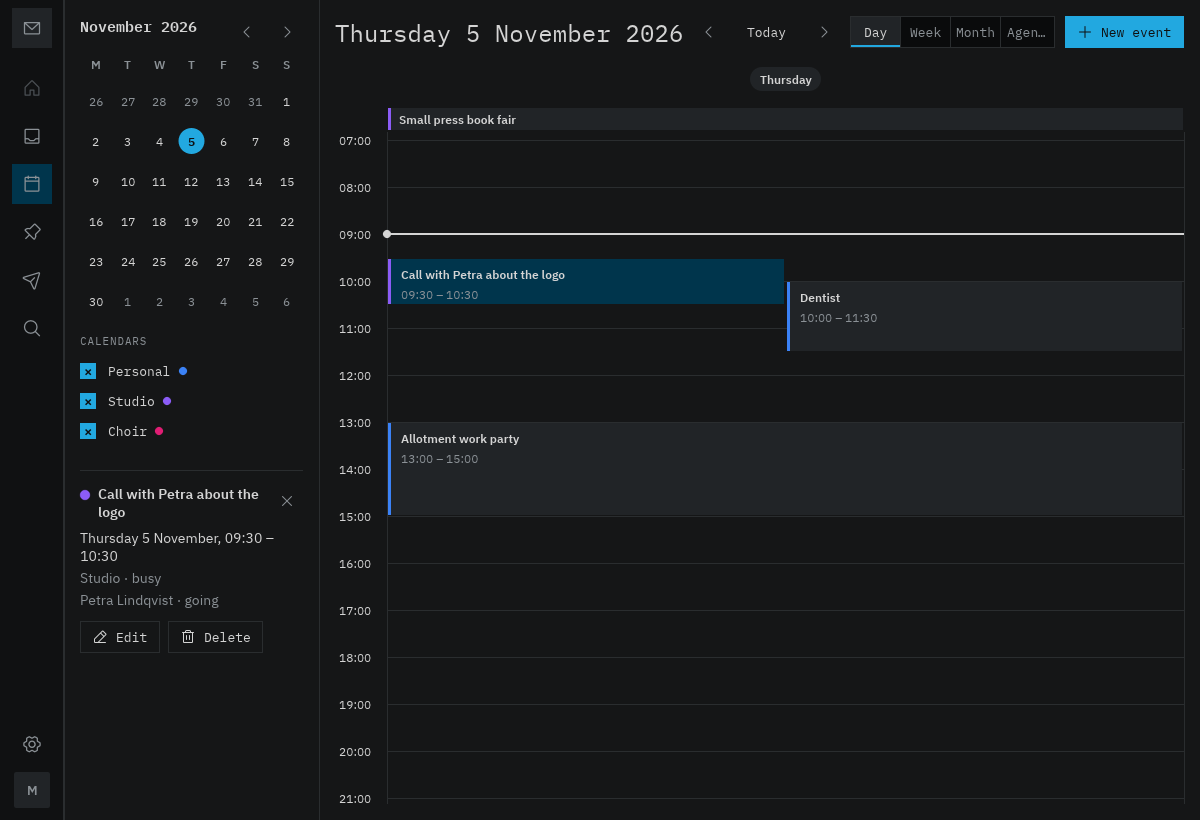 November 2026
M T W T F S S
26 27 28 29 30 31 1
2 3 4 5 6 7 8
9 10 11 12 13 14 15
16 17 18 19 20 21 22
23 24 25 26 27 28 29
30 1 2 3 4 5 6
CALENDARS
Personal
Studio
Choir
Call with Petra about the
logo
Thursday 5 November, 09:30 –
10:30
Studio · busy
Petra Lindqvist · going
Edit Delete
M
Thursday 5 November 2026 Today Day Week Month Agen… New event
Thursday
Small press book fair
07:00
08:00
09:00
10:00
11:00
12:00
13:00
14:00
15:00
16:00
17:00
18:00
19:00
20:00
21:00
Call with Petra about the logo
09:30 – 10:30
Dentist
10:00 – 11:30
Allotment work party
13:00 – 15:00